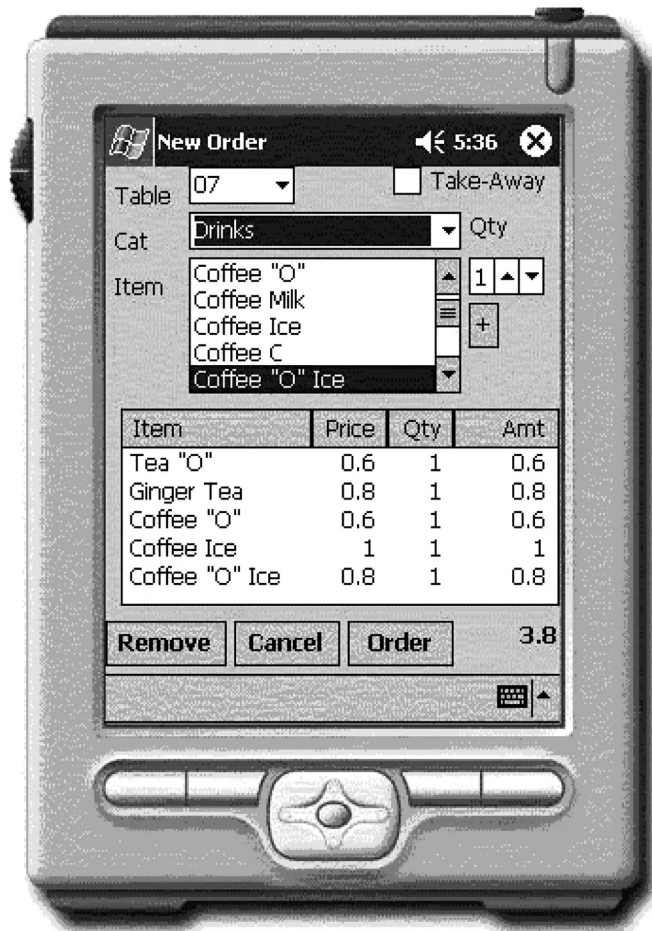 New Order 5:36
Table 07 Take-Away
Cat Drinks Qty
Item Coffee "O" 1
Coffee Milk
Coffee Ice +
Coffee C
Coffee "O" Ice
Item Price Qty Amt
Tea "O" 0.6 1 0.6
Ginger Tea 0.8 1 0.8
Coffee "O" 0.6 1 0.6
Coffee Ice 1 1 1
Coffee "O" Ice 0.8 1 0.8
Remove Cancel Order 3.8